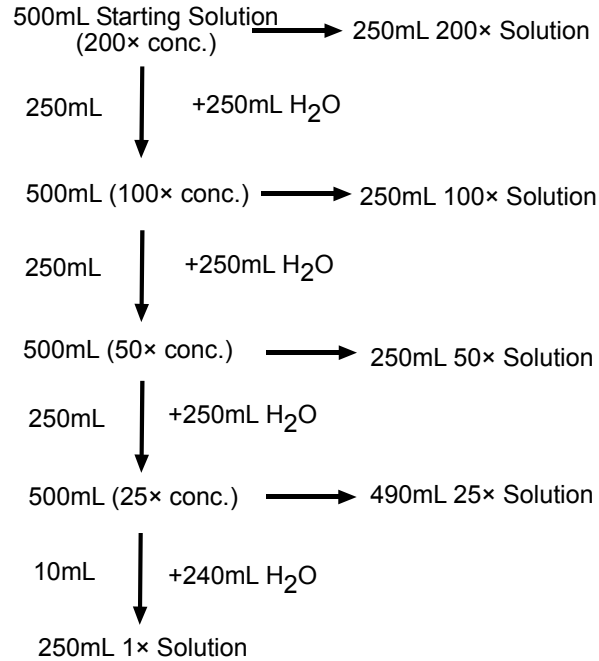 500mL Starting Solution
(200× conc.)
250mL 200× Solution
250mL
+250mL H₂O
500mL (100× conc.)
250mL 100× Solution
250mL
+250mL H₂O
500mL (50× conc.)
250mL 50× Solution
250mL
+250mL H₂O
500mL (25× conc.)
490mL 25× Solution
10mL
+240mL H₂O
250mL 1× Solution